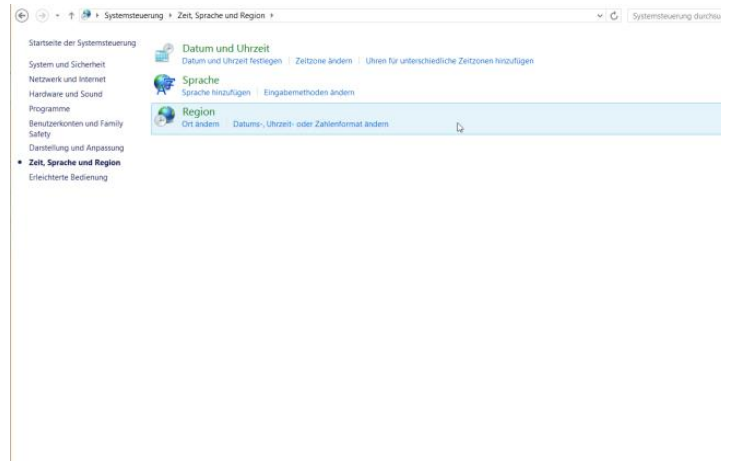 Systemsteuerung Zeit, Sprache und Region
Systemsteuerung durchsu
Startseite der Systemsteuerung
System und Sicherheit
Netzwerk und Internet
Hardware und Sound
Programme
Benutzerkonten und Family
Safety
Darstellung und Anpassung
Zeit, Sprache und Region
Erleichterte Bedienung
Datum und Uhrzeit
Datum und Uhrzeit festlegen | Zeitzone ändern | Uhren für unterschiedliche Zeitzonen hinzufügen
Sprache
Sprache hinzufügen | Eingabemethoden ändern
Region
Ort ändern | Datums-, Uhrzeit- oder Zahlenformat ändern